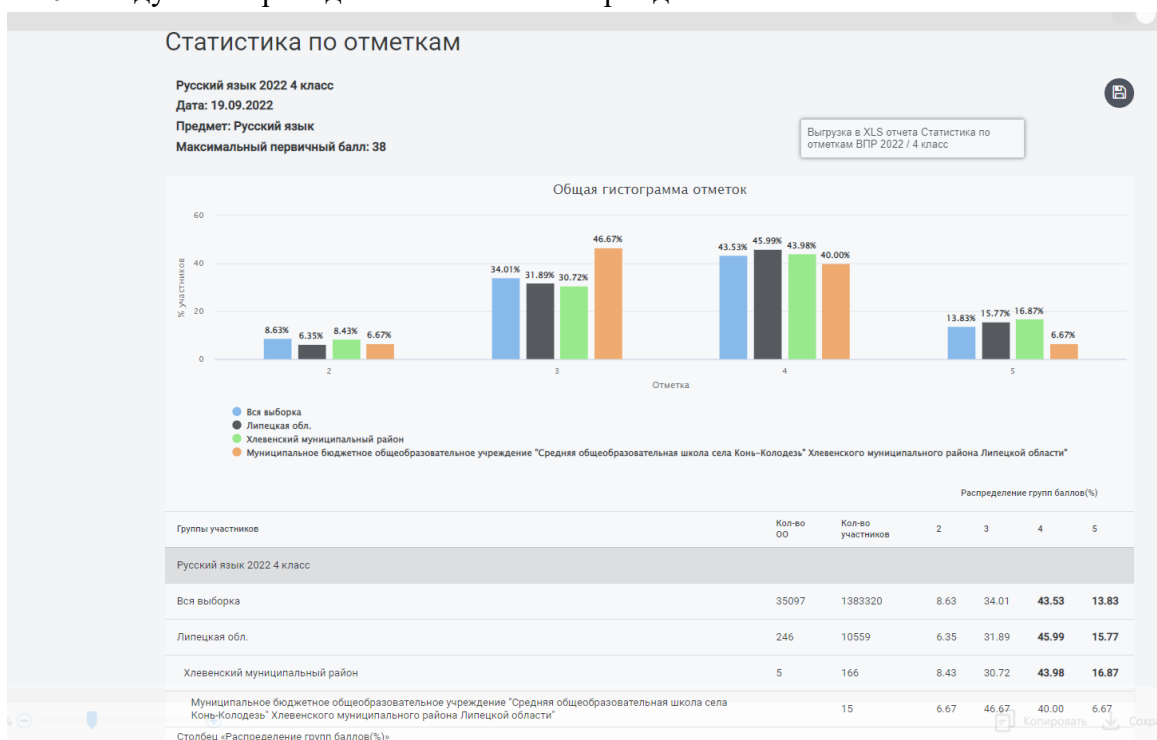 Статистика по отметкам
Русский язык 2022 4 класс
Дата: 19.09.2022
Предмет: Русский язык
Максимальный первичный балл: 38
Выгрузка в XLS отчета Статистика по
отметкам ВПР 2022 / 4 класс
Общая гистограмма отметок
% участников
60
40
20
0
8.63% 6.35% 8.43% 6.67%
34.01% 31.89% 30.72% 46.67%
43.53% 45.99% 43.98% 40.00%
13.83% 15.77% 16.87% 6.67%
2 3 4 5
Отметка
Вся выборка
Липецкая обл.
Хлевенский муниципальный район
Муниципальное бюджетное общеобразовательное учреждение "Средняя общеобразовательная школа села Конь-Колодезь" Хлевенского муниципального района Липецкой области"
Распределение групп баллов(%)
Группы участников Кол-во ОО Кол-во участников 2 3 4 5
Русский язык 2022 4 класс
Вся выборка 35097 1383320 8.63 34.01 43.53 13.83
Липецкая обл. 246 10559 6.35 31.89 45.99 15.77
Хлевенский муниципальный район 5 166 8.43 30.72 43.98 16.87
Муниципальное бюджетное общеобразовательное учреждение "Средняя общеобразовательная школа села
Конь-Колодезь" Хлевенского муниципального района Липецкой области" 15 6.67 46.67 40.00 6.67
Копировать
Столбец «Распределение групп баллов(%)»